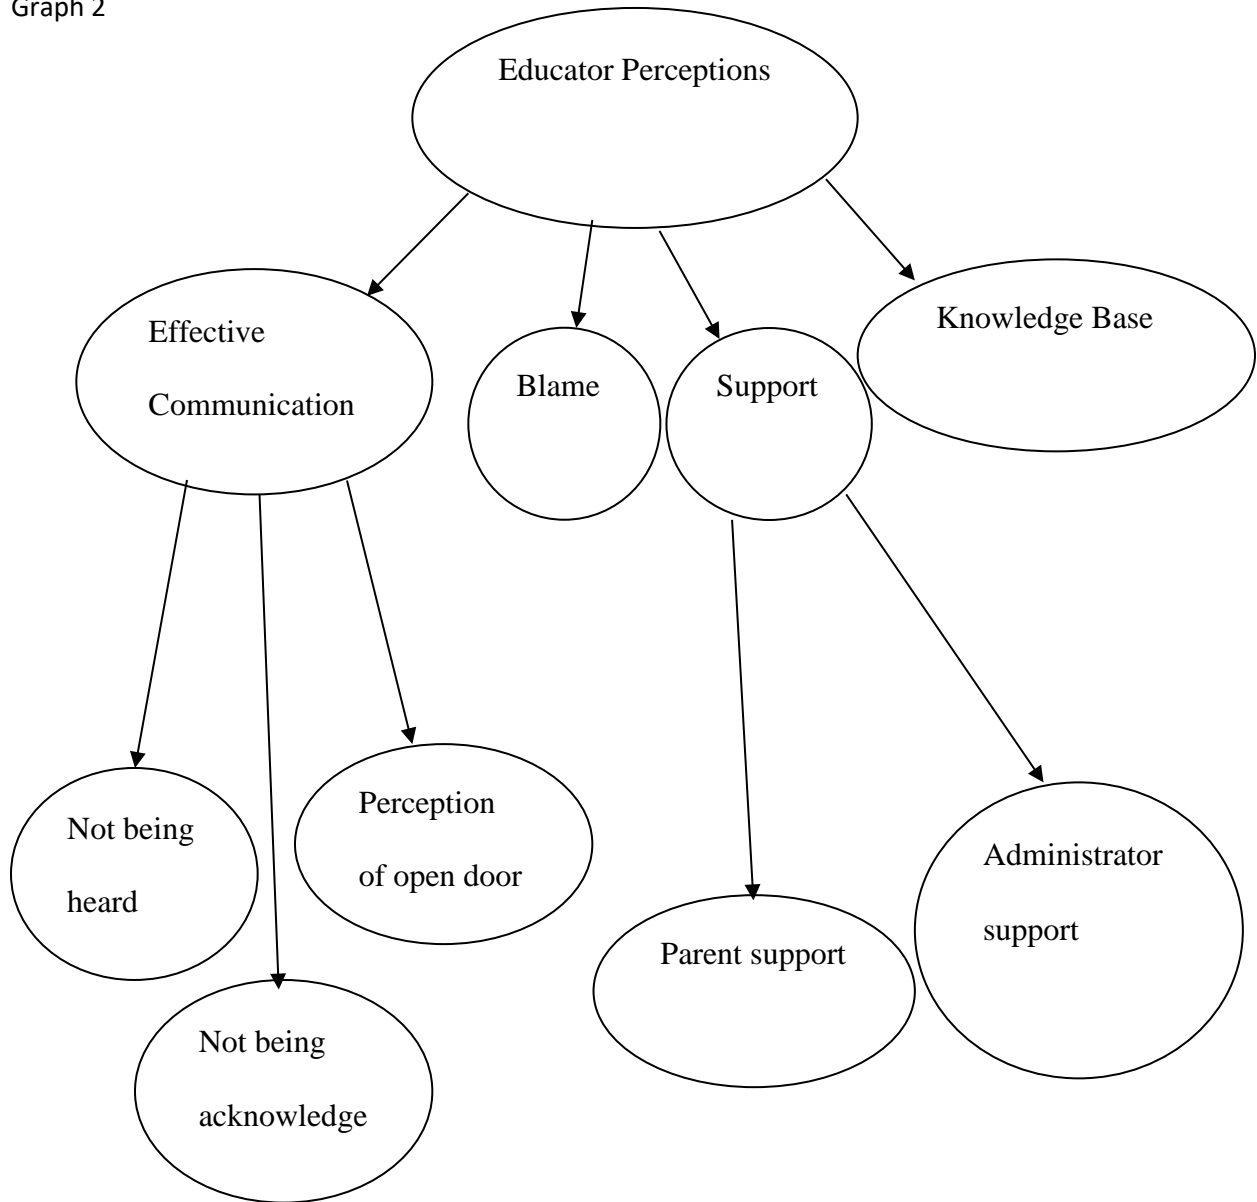 Graph 2
Educator Perceptions
Effective
Communication
Blame
Support
Knowledge Base
Not being
heard
Perception
of open door
Not being
acknowledge
Parent support
Administrator
support